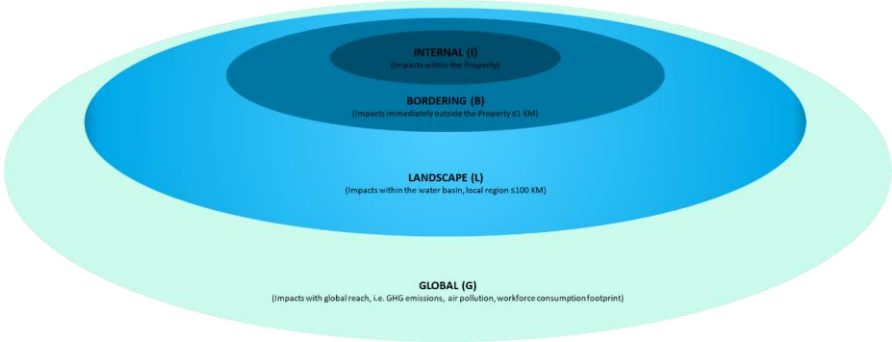 INTERNAL (I)
(Impacts within the Property)
BORDERING (B)
(Impacts immediately outside the Property ≤1 KM)
LANDSCAPE (L)
(Impacts within the water basin, local region ≤100 KM)
GLOBAL (G)
(Impacts with global reach, i.e. GHG emissions, air pollution, workforce consumption footprint)